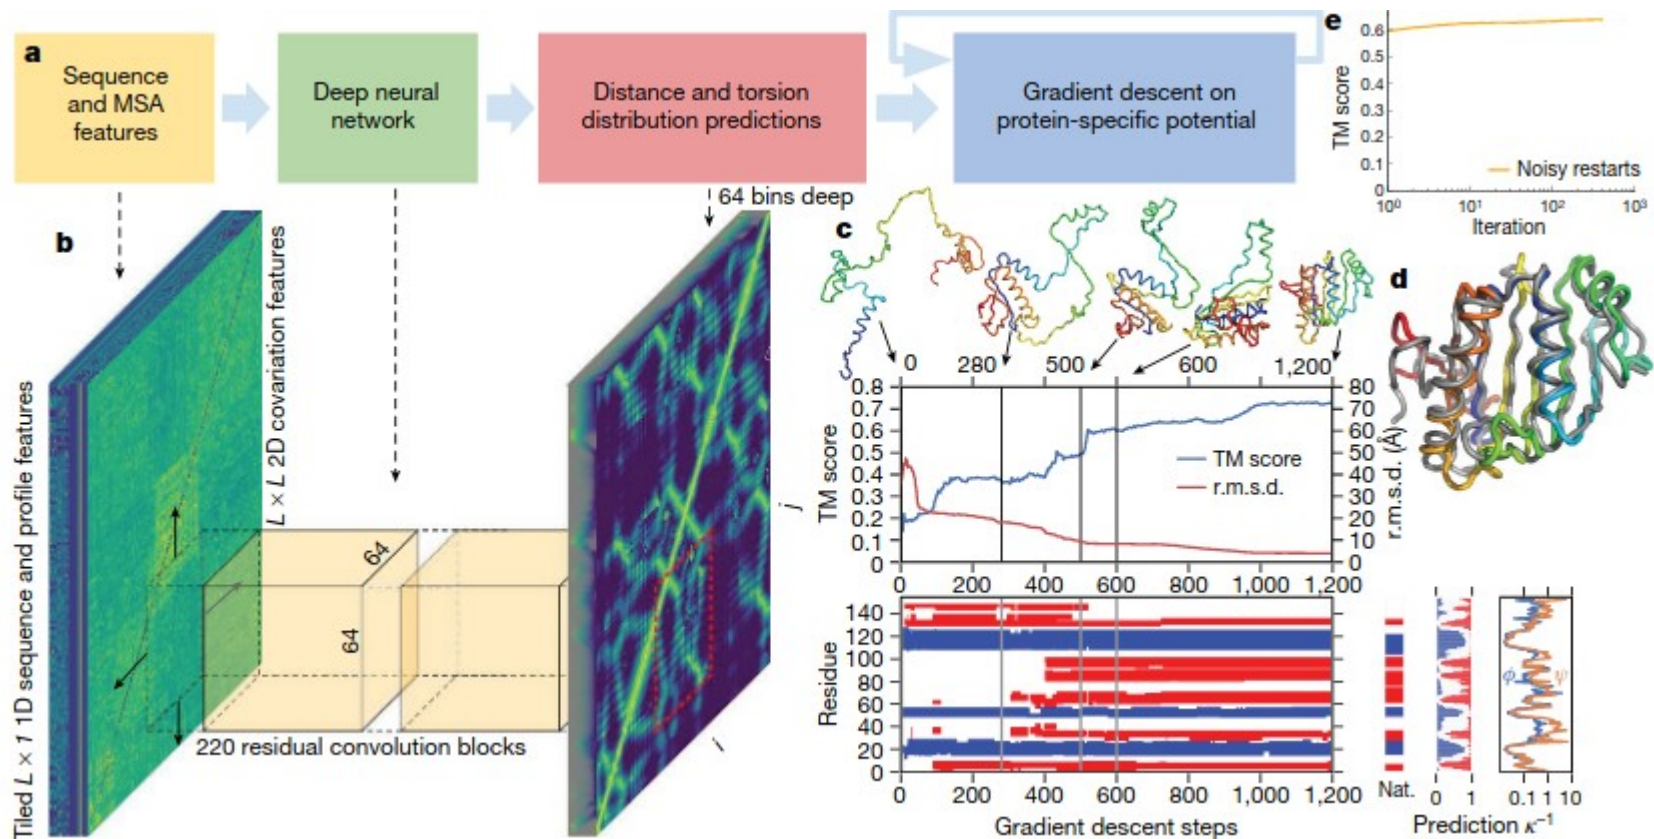 a
Sequence
and MSA
features
Deep neural
network
Distance and torsion
distribution predictions
Gradient descent on
protein-specific potential
e
TM score
0.6
0.5
0.4
0.3
0.2
0.1
0
Noisy restarts
10⁰ 10¹ 10² 10³
Iteration
b
64 bins deep
Tiled L × 1 1D sequence and profile features
L × L 2D covariation features
64
64
220 residual convolution blocks
j
i
c
0 280 500 600 1,200
TM score
0.8
0.7
0.6
0.5
0.4
0.3
0.2
0.1
0
TM score
r.m.s.d.
80
70
60
50
40
30
20
10
0
r.m.s.d. (Å)
0 200 400 600 800 1,000 1,200
Residue
140
120
100
80
60
40
20
0
0 200 400 600 800 1,000 1,200
Gradient descent steps
d
Nat.
ϕ ψ
0 1 0.1 1 10
Prediction κ⁻¹